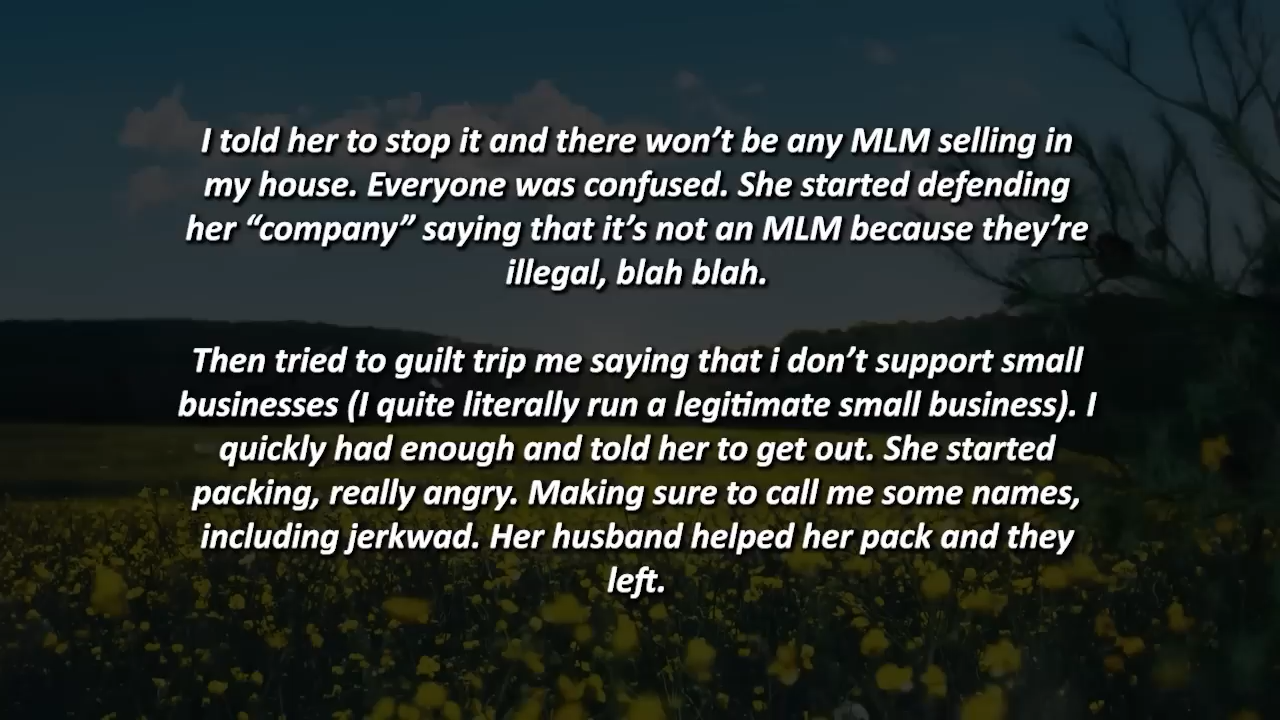 I told her to stop it and there won’t be any MLM selling in
my house. Everyone was confused. She started defending
her “company” saying that it’s not an MLM because they’re
illegal, blah blah.
Then tried to guilt trip me saying that i don’t support small
businesses (I quite literally run a legitimate small business). I
quickly had enough and told her to get out. She started
packing, really angry. Making sure to call me some names,
including jerkwad. Her husband helped her pack and they
left.